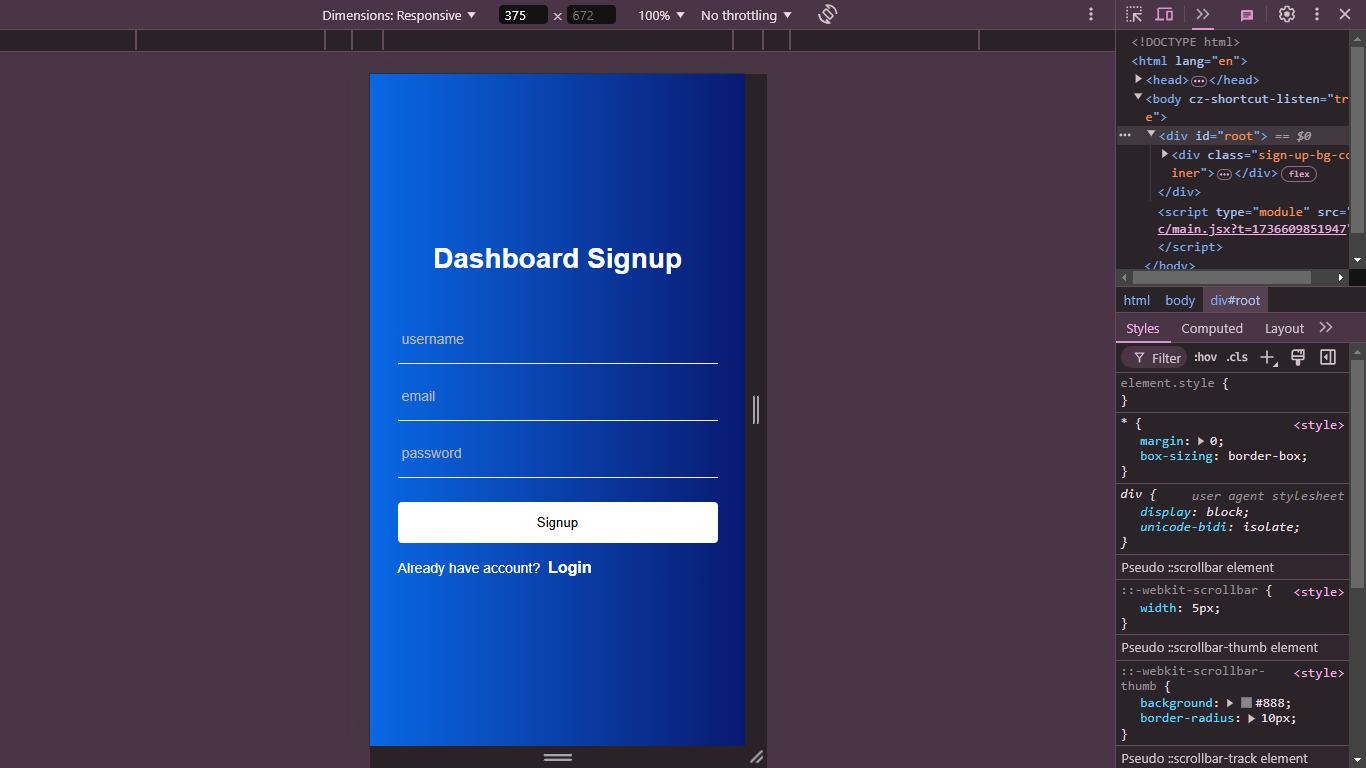 Dimensions: Responsive 375 x 672 100% No throttling
Dashboard Signup
username
email
password
Signup
Already have account? Login
<!DOCTYPE html>
<html lang="en">
<head>…</head>
<body cz-shortcut-listen="tr
e">
… <div id="root"> == $0
<div class="sign-up-bg-co
iner">…</div> flex
</div>
<script type="module" src="
c/main.jsx?t=1736609851947"
</script>
</body>
html body div#root
Styles Computed Layout
Filter :hov .cls
element.style {
}
* { <style>
margin: 0;
box-sizing: border-box;
}
div { user agent stylesheet
display: block;
unicode-bidi: isolate;
}
Pseudo ::scrollbar element
::-webkit-scrollbar { <style>
width: 5px;
}
Pseudo ::scrollbar-thumb element
::-webkit-scrollbar- <style>
thumb {
background: #888;
border-radius: 10px;
}
Pseudo ::scrollbar-track element